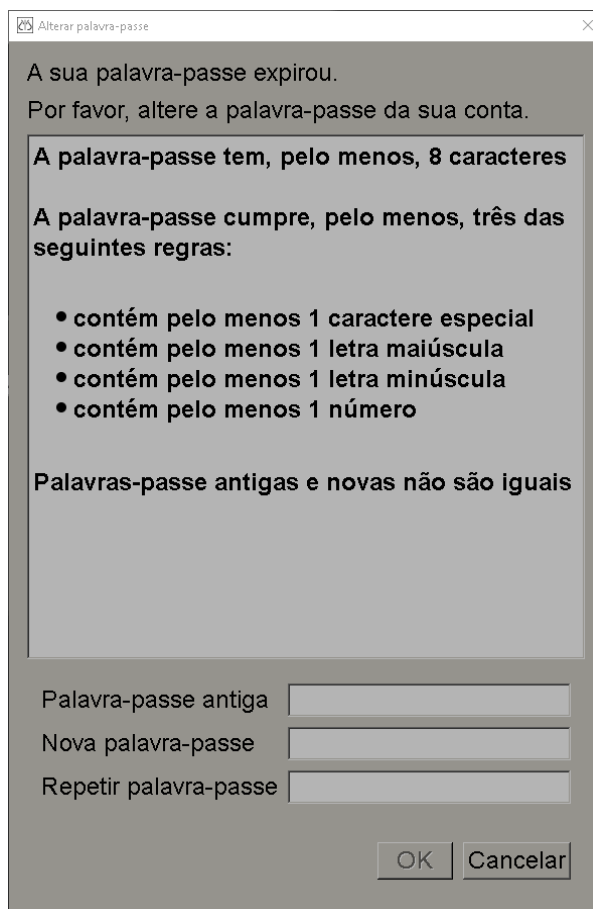 Alterar palavra-passe
A sua palavra-passe expirou.
Por favor, altere a palavra-passe da sua conta.
A palavra-passe tem, pelo menos, 8 caracteres
A palavra-passe cumpre, pelo menos, três das
seguintes regras:
• contém pelo menos 1 caractere especial
• contém pelo menos 1 letra maiúscula
• contém pelo menos 1 letra minúscula
• contém pelo menos 1 número
Palavras-passe antigas e novas não são iguais
Palavra-passe antiga
Nova palavra-passe
Repetir palavra-passe
OK Cancelar